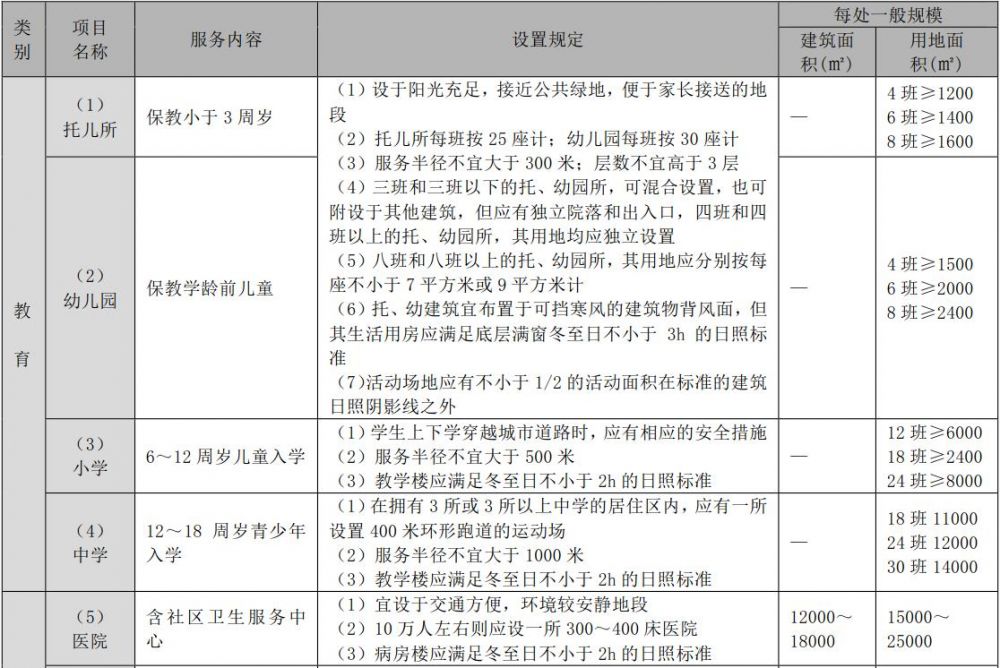 类别
项目名称
服务内容
设置规定
每处一般规模
建筑面积(㎡)
用地面积(㎡)
教育
（1）
托儿所
保教小于 3 周岁
（1）设于阳光充足，接近公共绿地，便于家长接送的地
段
（2）托儿所每班按 25 座计；幼儿园每班按 30 座计
（3）服务半径不宜大于 300 米；层数不宜高于 3 层
（4）三班和三班以下的托、幼园所，可混合设置，也可
附设于其他建筑，但应有独立院落和出入口，四班和四
班以上的托、幼园所，其用地均应独立设置
（5）八班和八班以上的托、幼园所，其用地应分别按每
座不小于 7 平方米或 9 平方米计
（6）托、幼建筑宜布置于可挡寒风的建筑物背风面，但
其生活用房应满足底层满窗冬至日不小于 3h 的日照标
准
（7）活动场地应有不小于 1/2 的活动面积在标准的建筑
日照阴影线之外
—
4 班≥1200
6 班≥1400
8 班≥1600
（2）
幼儿园
保教学龄前儿童
—
4 班≥1500
6 班≥2000
8 班≥2400
（3）
小学
6～12 周岁儿童入学
（1）学生上下学穿越城市道路时，应有相应的安全措施
（2）服务半径不宜大于 500 米
（3）教学楼应满足冬至日不小于 2h 的日照标准
—
12 班≥6000
18 班≥2400
24 班≥8000
（4）
中学
12～18 周岁青少年
入学
（1）在拥有 3 所或 3 所以上中学的居住区内，应有一所
设置 400 米环形跑道的运动场
（2）服务半径不宜大于 1000 米
（3）教学楼应满足冬至日不小于 2h 的日照标准
—
18 班 11000
24 班 12000
30 班 14000
（5）
医院
含社区卫生服务中
心
（1）宜设于交通方便，环境较安静地段
（2）10 万人左右则应设一所 300～400 床医院
（3）病房楼应满足冬至日不小于 2h 的日照标准
12000～
18000
15000～
25000